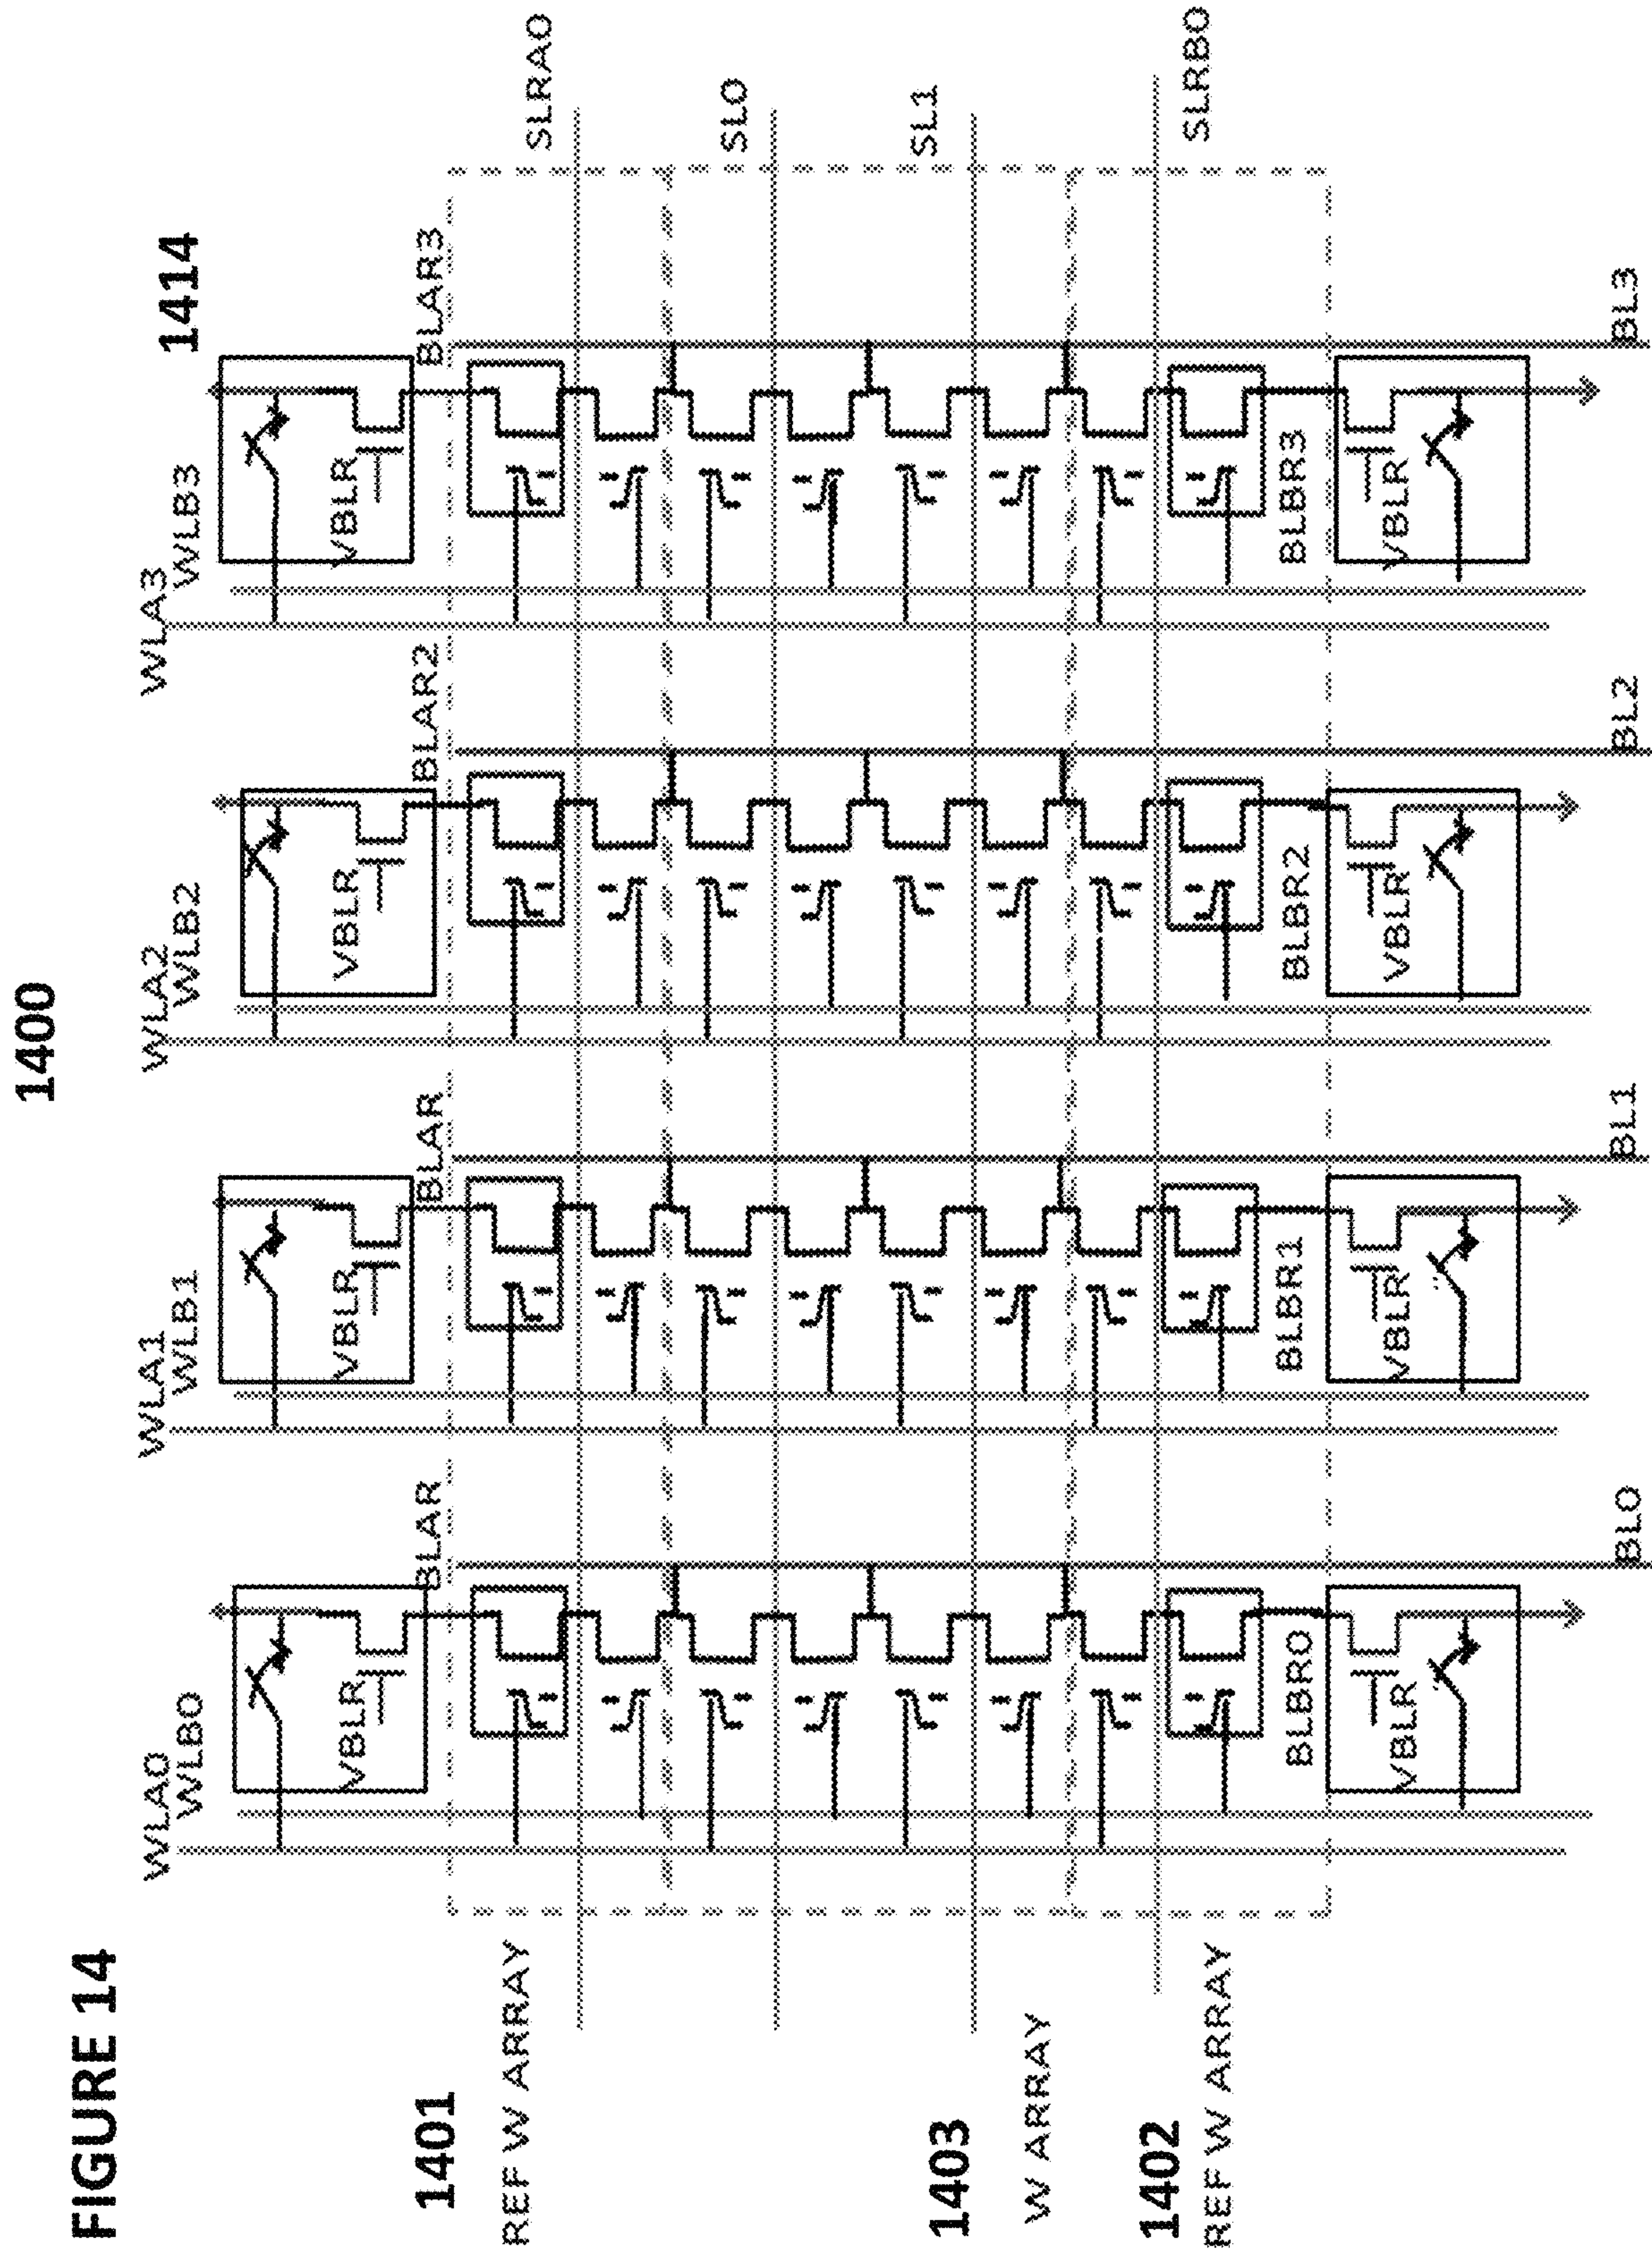 FIGURE 14
1400
1414
WLA0
WLB0
WLA1
WLB1
WLA2
WLB2
WLA3
WLB3
VBLR
VBLR
VBLR
VBLR
1401
REF W ARRAY
BLAR
BLAR
BLAR2
BLAR3
SLRA0
SL0
1403
W ARRAY
SL1
1402
REF W ARRAY
SLRB0
BLBR0
BLBR1
BLBR2
BLBR3
VBLR
VBLR
VBLR
VBLR
BL0
BL1
BL2
BL3